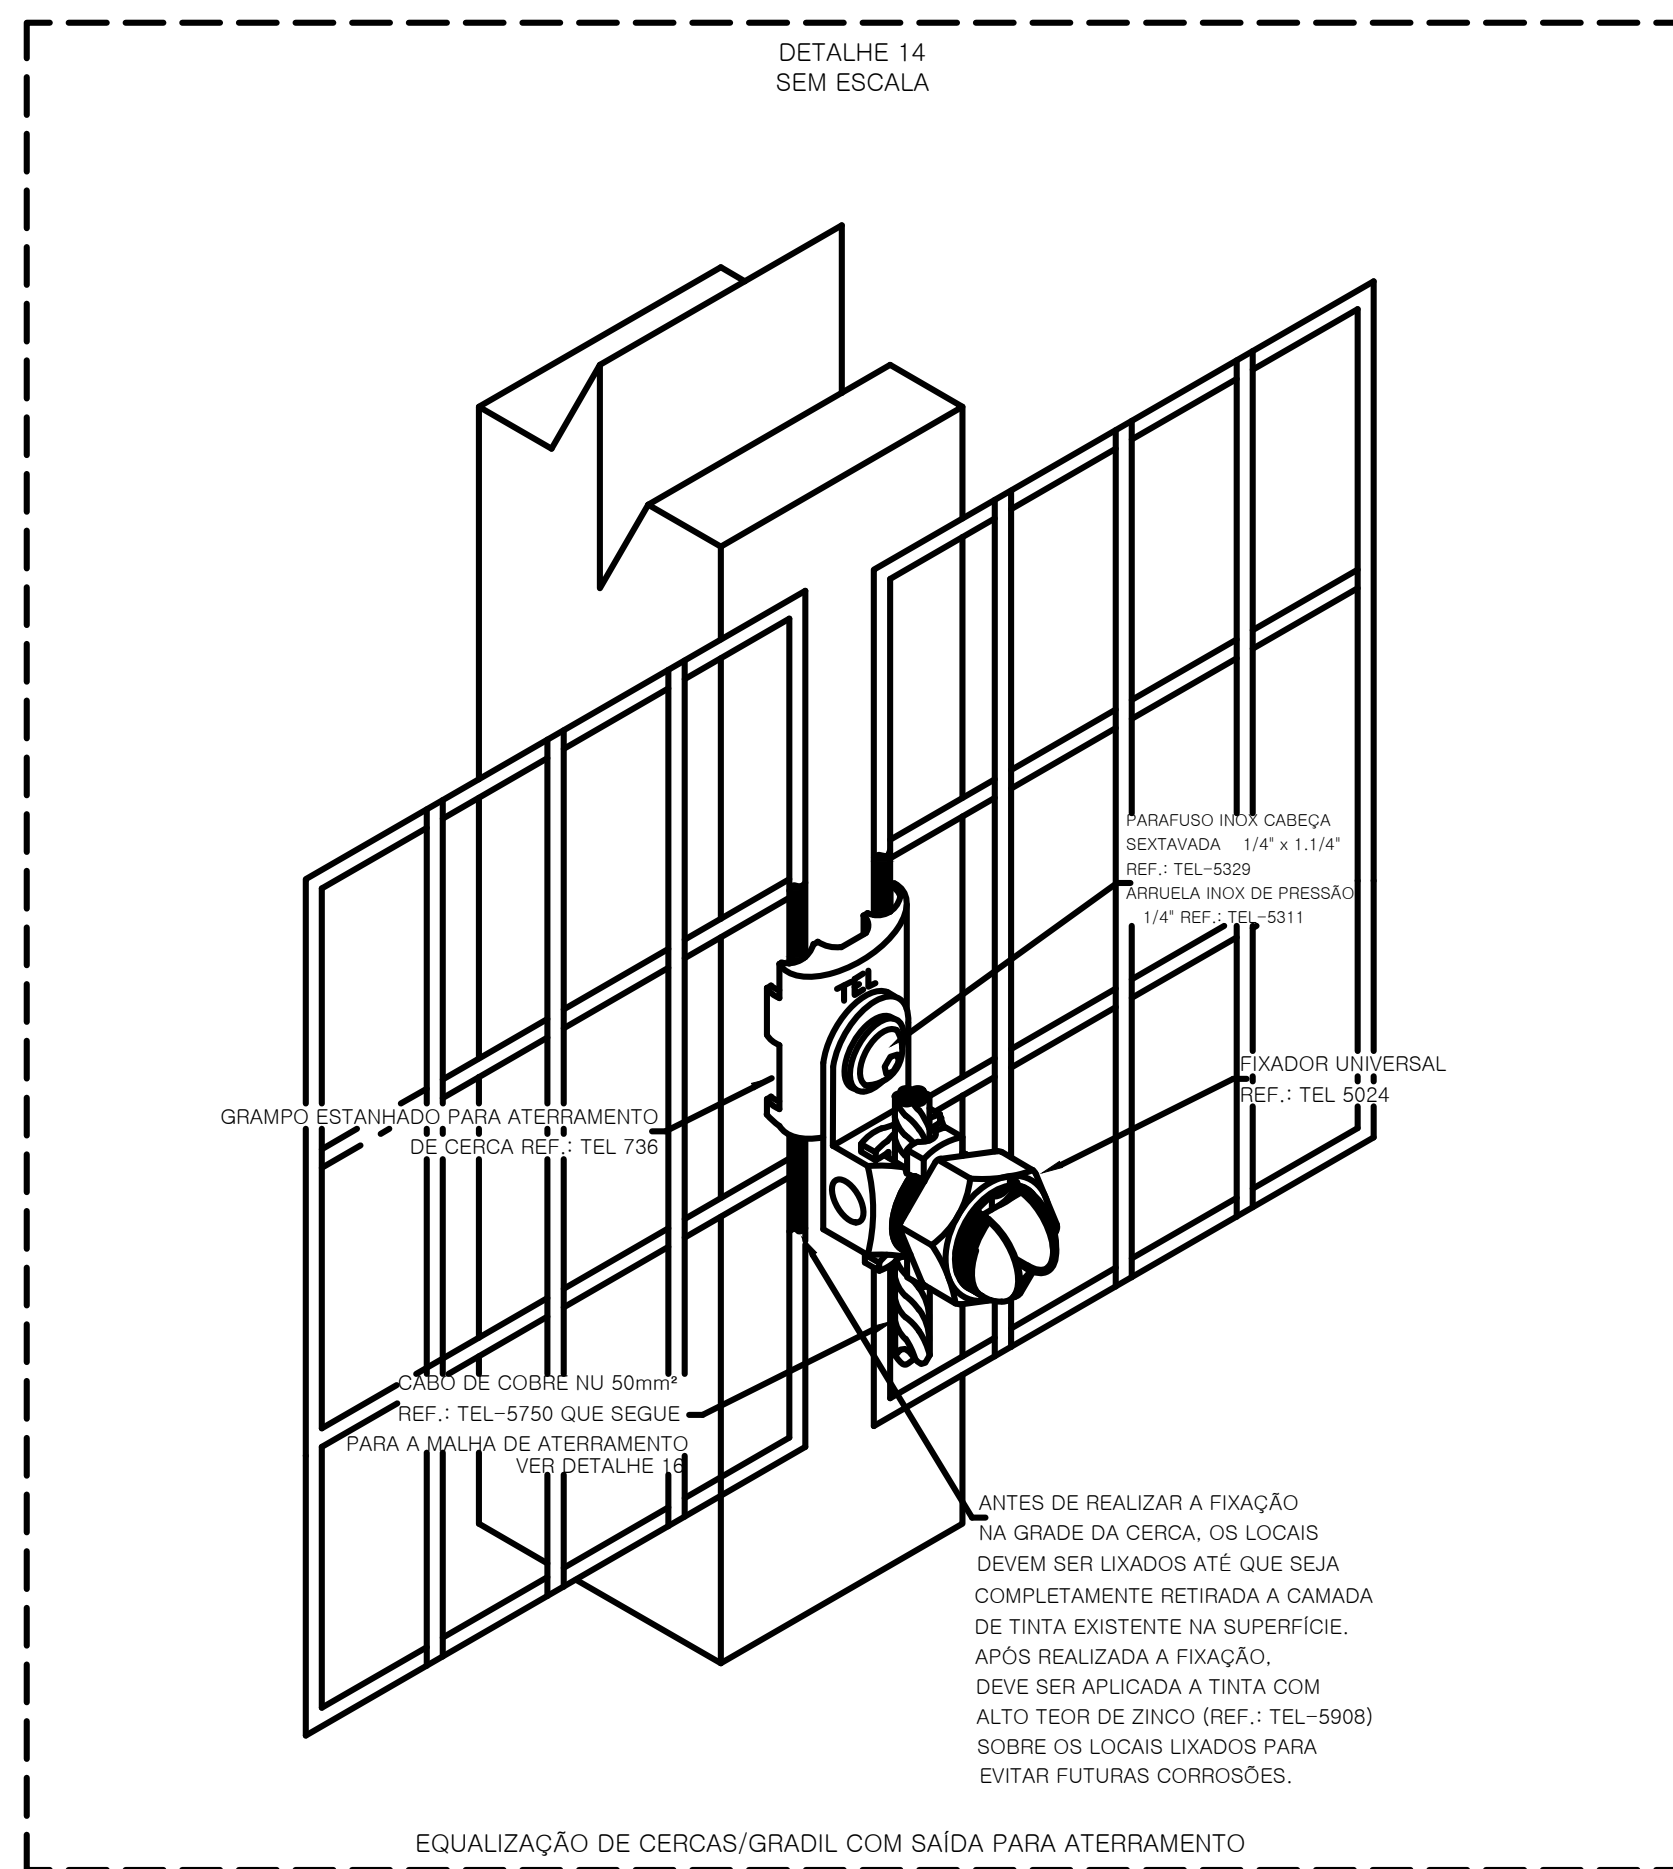 DETALHE 14
SEM ESCALA
PARAFUSO INOX CABEÇA
SEXTAVADA 1/4" x 1.1/4"
REF.: TEL-5329
ARRUELA INOX DE PRESSÃO
1/4" REF.: TEL-5311
TEL
FIXADOR UNIVERSAL
REF.: TEL 5024
GRAMPO ESTANHADO PARA ATERRAMENTO
DE CERCA REF.: TEL 736
CABO DE COBRE NU 50mm²
REF.: TEL-5750 QUE SEGUE
PARA A MALHA DE ATERRAMENTO
VER DETALHE 16
ANTES DE REALIZAR A FIXAÇÃO
NA GRADE DA CERCA, OS LOCAIS
DEVEM SER LIXADOS ATÉ QUE SEJA
COMPLETAMENTE RETIRADA A CAMADA
DE TINTA EXISTENTE NA SUPERFÍCIE.
APÓS REALIZADA A FIXAÇÃO,
DEVE SER APLICADA A TINTA COM
ALTO TEOR DE ZINCO (REF.: TEL-5908)
SOBRE OS LOCAIS LIXADOS PARA
EVITAR FUTURAS CORROSÕES.
EQUALIZAÇÃO DE CERCAS/GRADIL COM SAÍDA PARA ATERRAMENTO